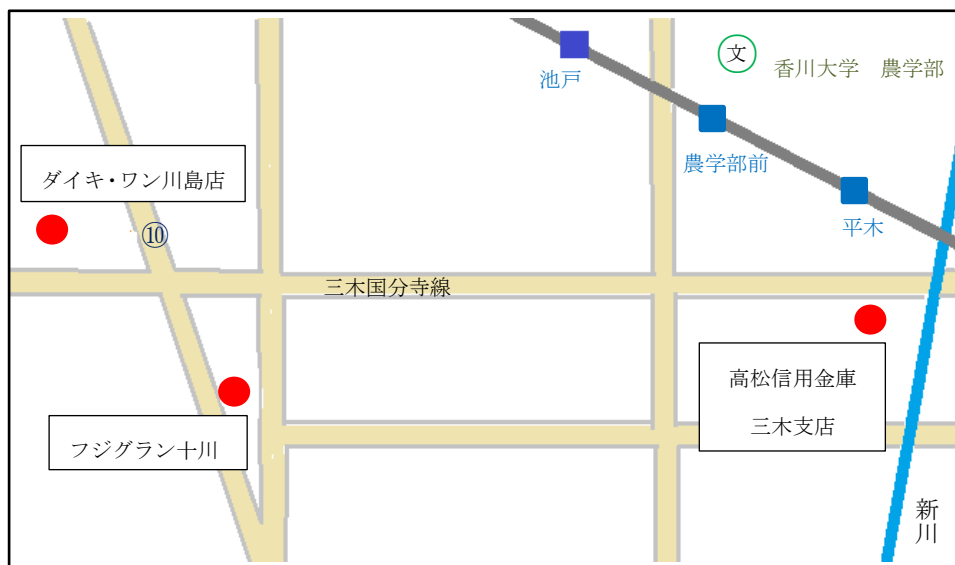 文
香川大学 農学部
池戸
農学部前
ダイキ・ワン川島店
平木
⑩
三木国分寺線
高松信用金庫
三木支店
フジグラン十川
新川